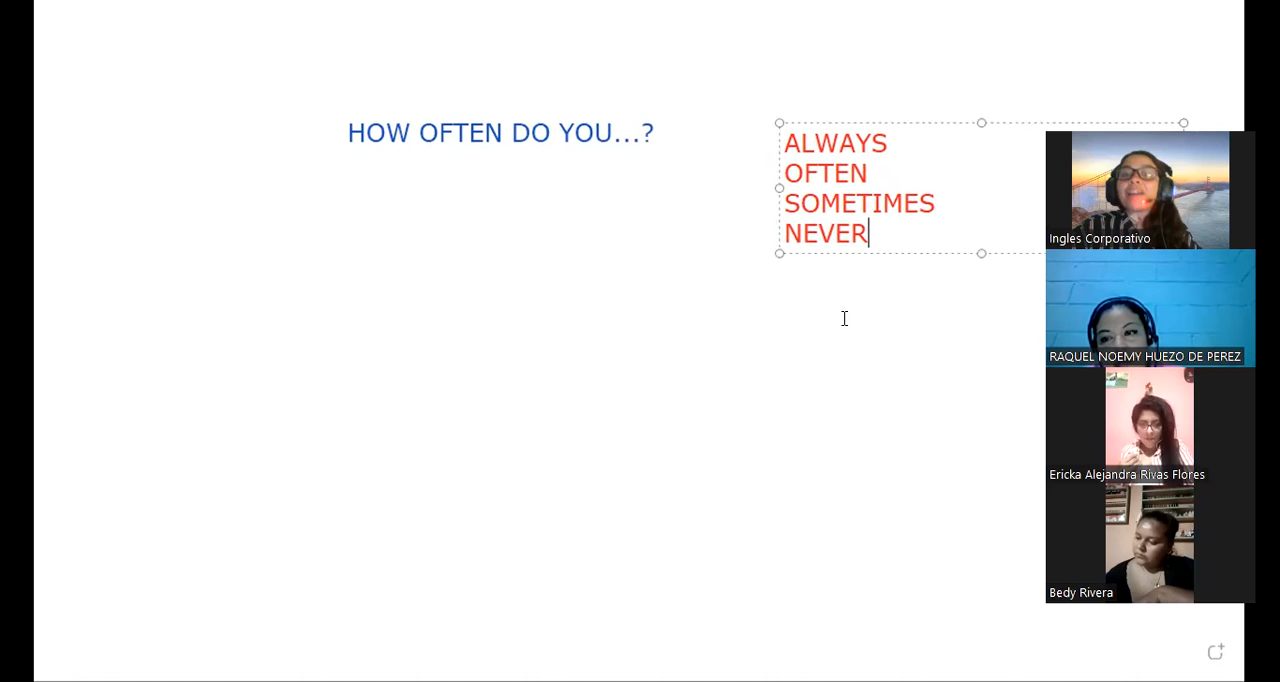 HOW OFTEN DO YOU...?
ALWAYS
OFTEN
SOMETIMES
NEVER
Ingles Corporativo
RAQUEL NOEMY HUEZO DE PEREZ
Ericka Alejandra Rivas Flores
Bedy Rivera